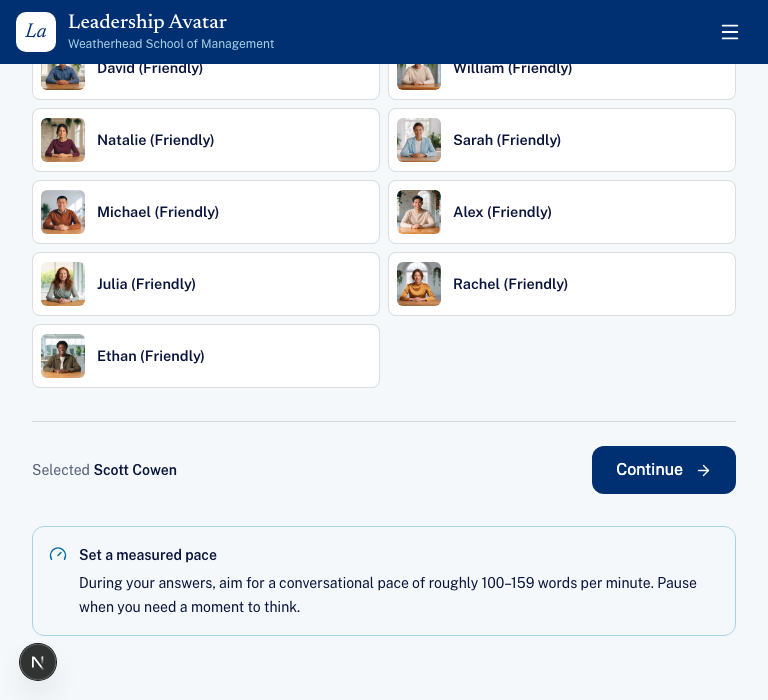 La
Leadership Avatar
Weatherhead School of Management
David (Friendly)
William (Friendly)
Natalie (Friendly)
Sarah (Friendly)
Michael (Friendly)
Alex (Friendly)
Julia (Friendly)
Rachel (Friendly)
Ethan (Friendly)
Selected Scott Cowen
Continue
Set a measured pace
During your answers, aim for a conversational pace of roughly 100–159 words per minute. Pause
when you need a moment to think.
N